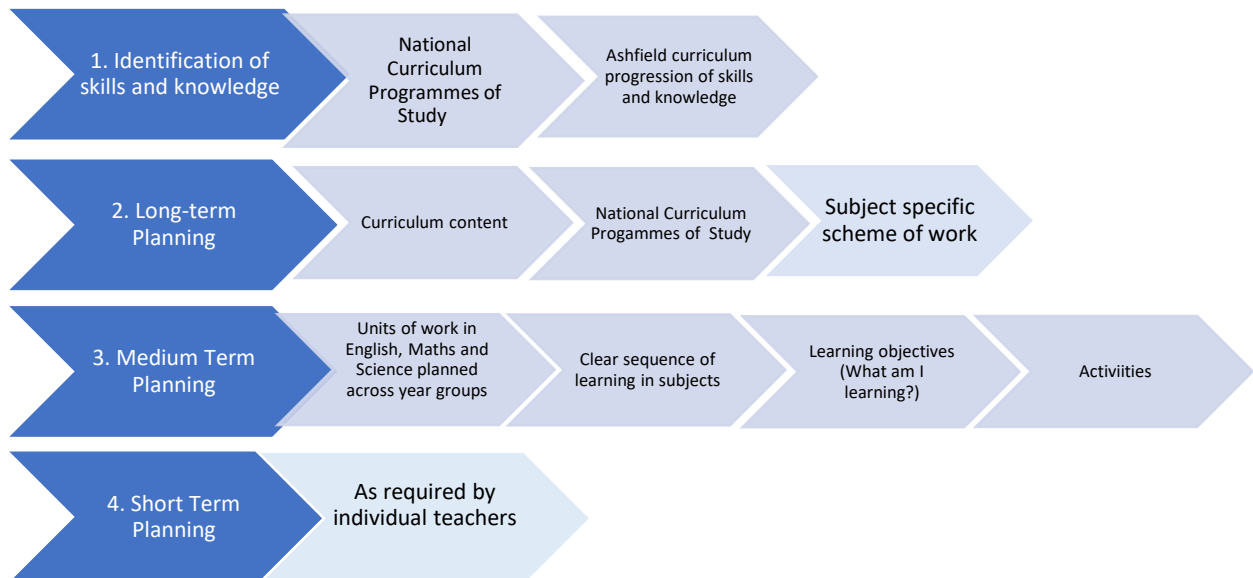 1. Identification of
skills and knowledge
National
Curriculum
Programmes of
Study
Ashfield curriculum
progression of skills
and knowledge
2. Long-term
Planning
Curriculum content
National Curriculum
Progammes of Study
Subject specific
scheme of work
3. Medium Term
Planning
Units of work in
English, Maths and
Science planned
across year groups
Clear sequence of
learning in subjects
Learning objectives
(What am I
learning?)
Activiities
4. Short Term
Planning
As required by
individual teachers